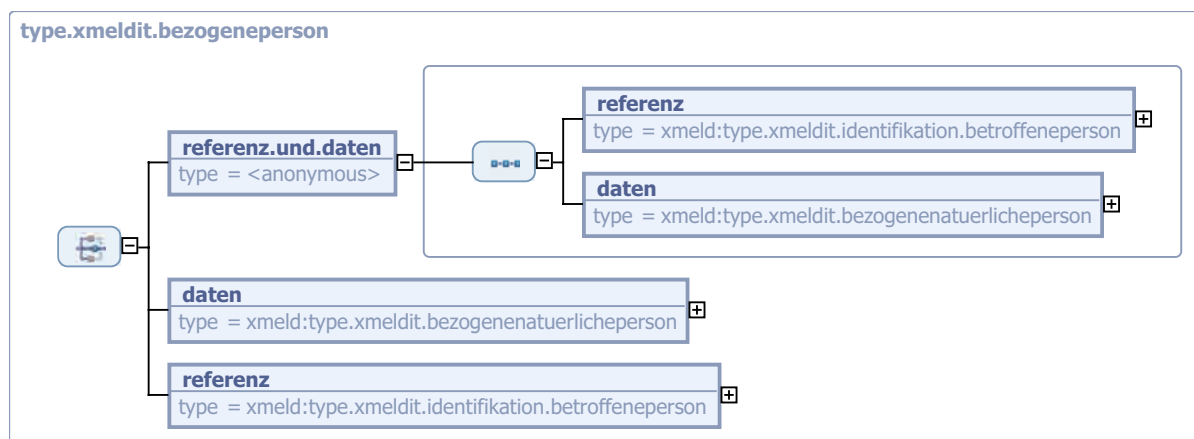 type.xmeldit.bezogeneperson
referenz.und.daten
type = <anonymous>
referenz
type = xmeld:type.xmeldit.identifikation.betroffeneperson
daten
type = xmeld:type.xmeldit.bezogenenatuerlicheperson
daten
type = xmeld:type.xmeldit.bezogenenatuerlicheperson
referenz
type = xmeld:type.xmeldit.identifikation.betroffeneperson